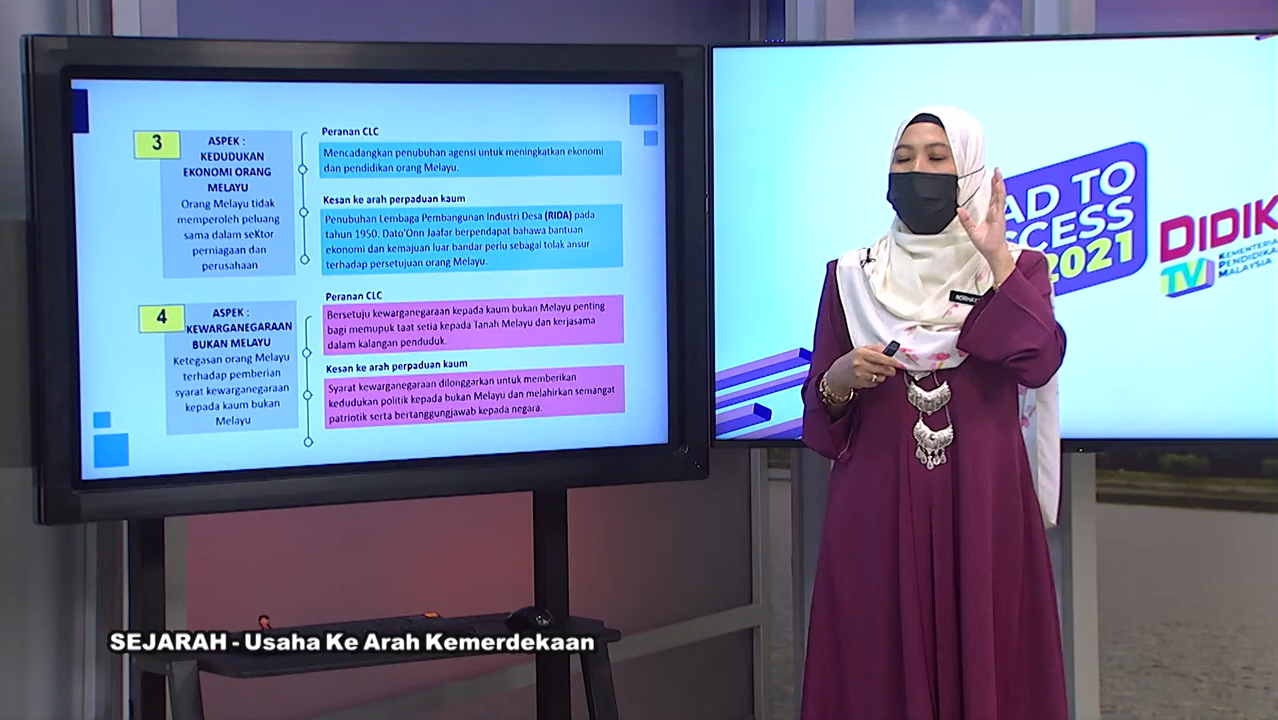 3
ASPEK :
KEDUDUKAN
EKONOMI ORANG
MELAYU
Orang Melayu tidak
memperoleh peluang
sama dalam seKtor
perniagaan dan
perusahaan
Peranan CLC
Mencadangkan penubuhan agensi untuk meningkatkan ekonomi
dan pendidikan orang Melayu.
Kesan ke arah perpaduan kaum
Penubuhan Lembaga Pembangunan Industri Desa (RIDA) pada
tahun 1950. Dato'Onn Jaafar berpendapat bahawa bantuan
ekonomi dan kemajuan luar bandar perlu sebagai tolak ansur
terhadap persetujuan orang Melayu.
4
ASPEK :
KEWARGANEGARAAN
BUKAN MELAYU
Ketegasan orang Melayu
terhadap pemberian
syarat kewarganegaraan
kepada kaum bukan
Melayu
Peranan CLC
Bersetuju kewarganegaraan kepada kaum bukan Melayu penting
bagi memupuk taat setia kepada Tanah Melayu dan kerjasama
dalam kalangan penduduk.
Kesan ke arah perpaduan kaum
Syarat kewarganegaraan dilonggarkan untuk memberikan
kedudukan politik kepada bukan Melayu dan melahirkan semangat
patriotik serta bertanggungjawab kepada negara.
AD TO
CCESS
2021
DIDIK
TV
KEMENTERIA
PENDIDIKA
MALAYSIA
SEJARAH - Usaha Ke Arah Kemerdekaan